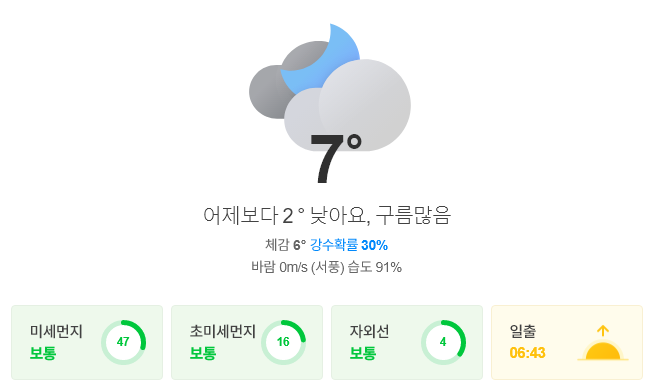 7°
어제보다 2° 낮아요, 구름많음
체감 6° 강수확률 30%
바람 0m/s (서풍) 습도 91%
미세먼지
보통
47
초미세먼지
보통
16
자외선
보통
4
일출
06:43